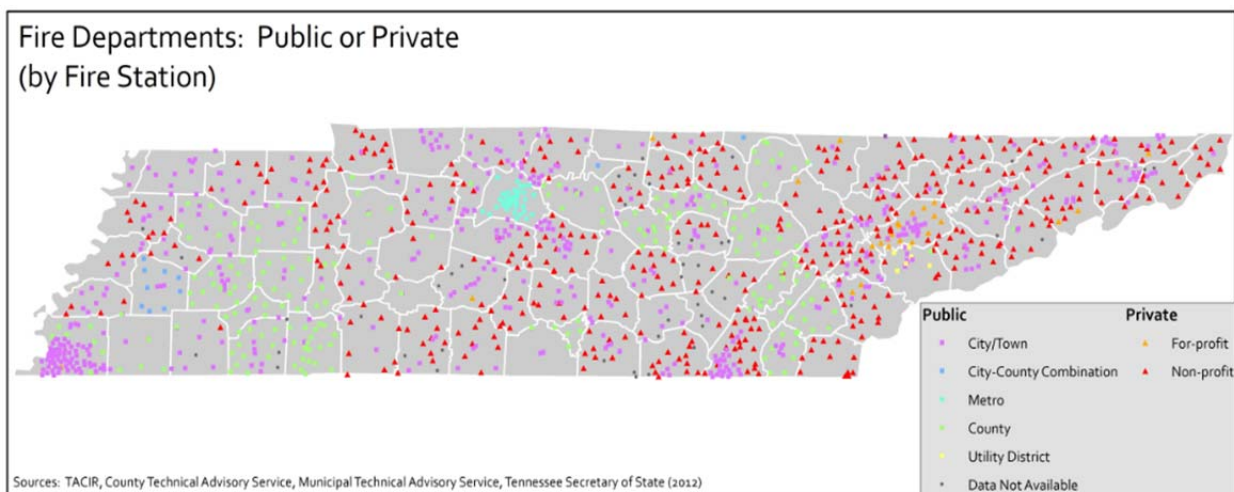 Fire Departments: Public or Private
(by Fire Station)
Public Private
City/Town For-profit
City-County Combination Non-profit
Metro
County
Utility District
Data Not Available
Sources: TACIR, County Technical Advisory Service, Municipal Technical Advisory Service, Tennessee Secretary of State (2012)